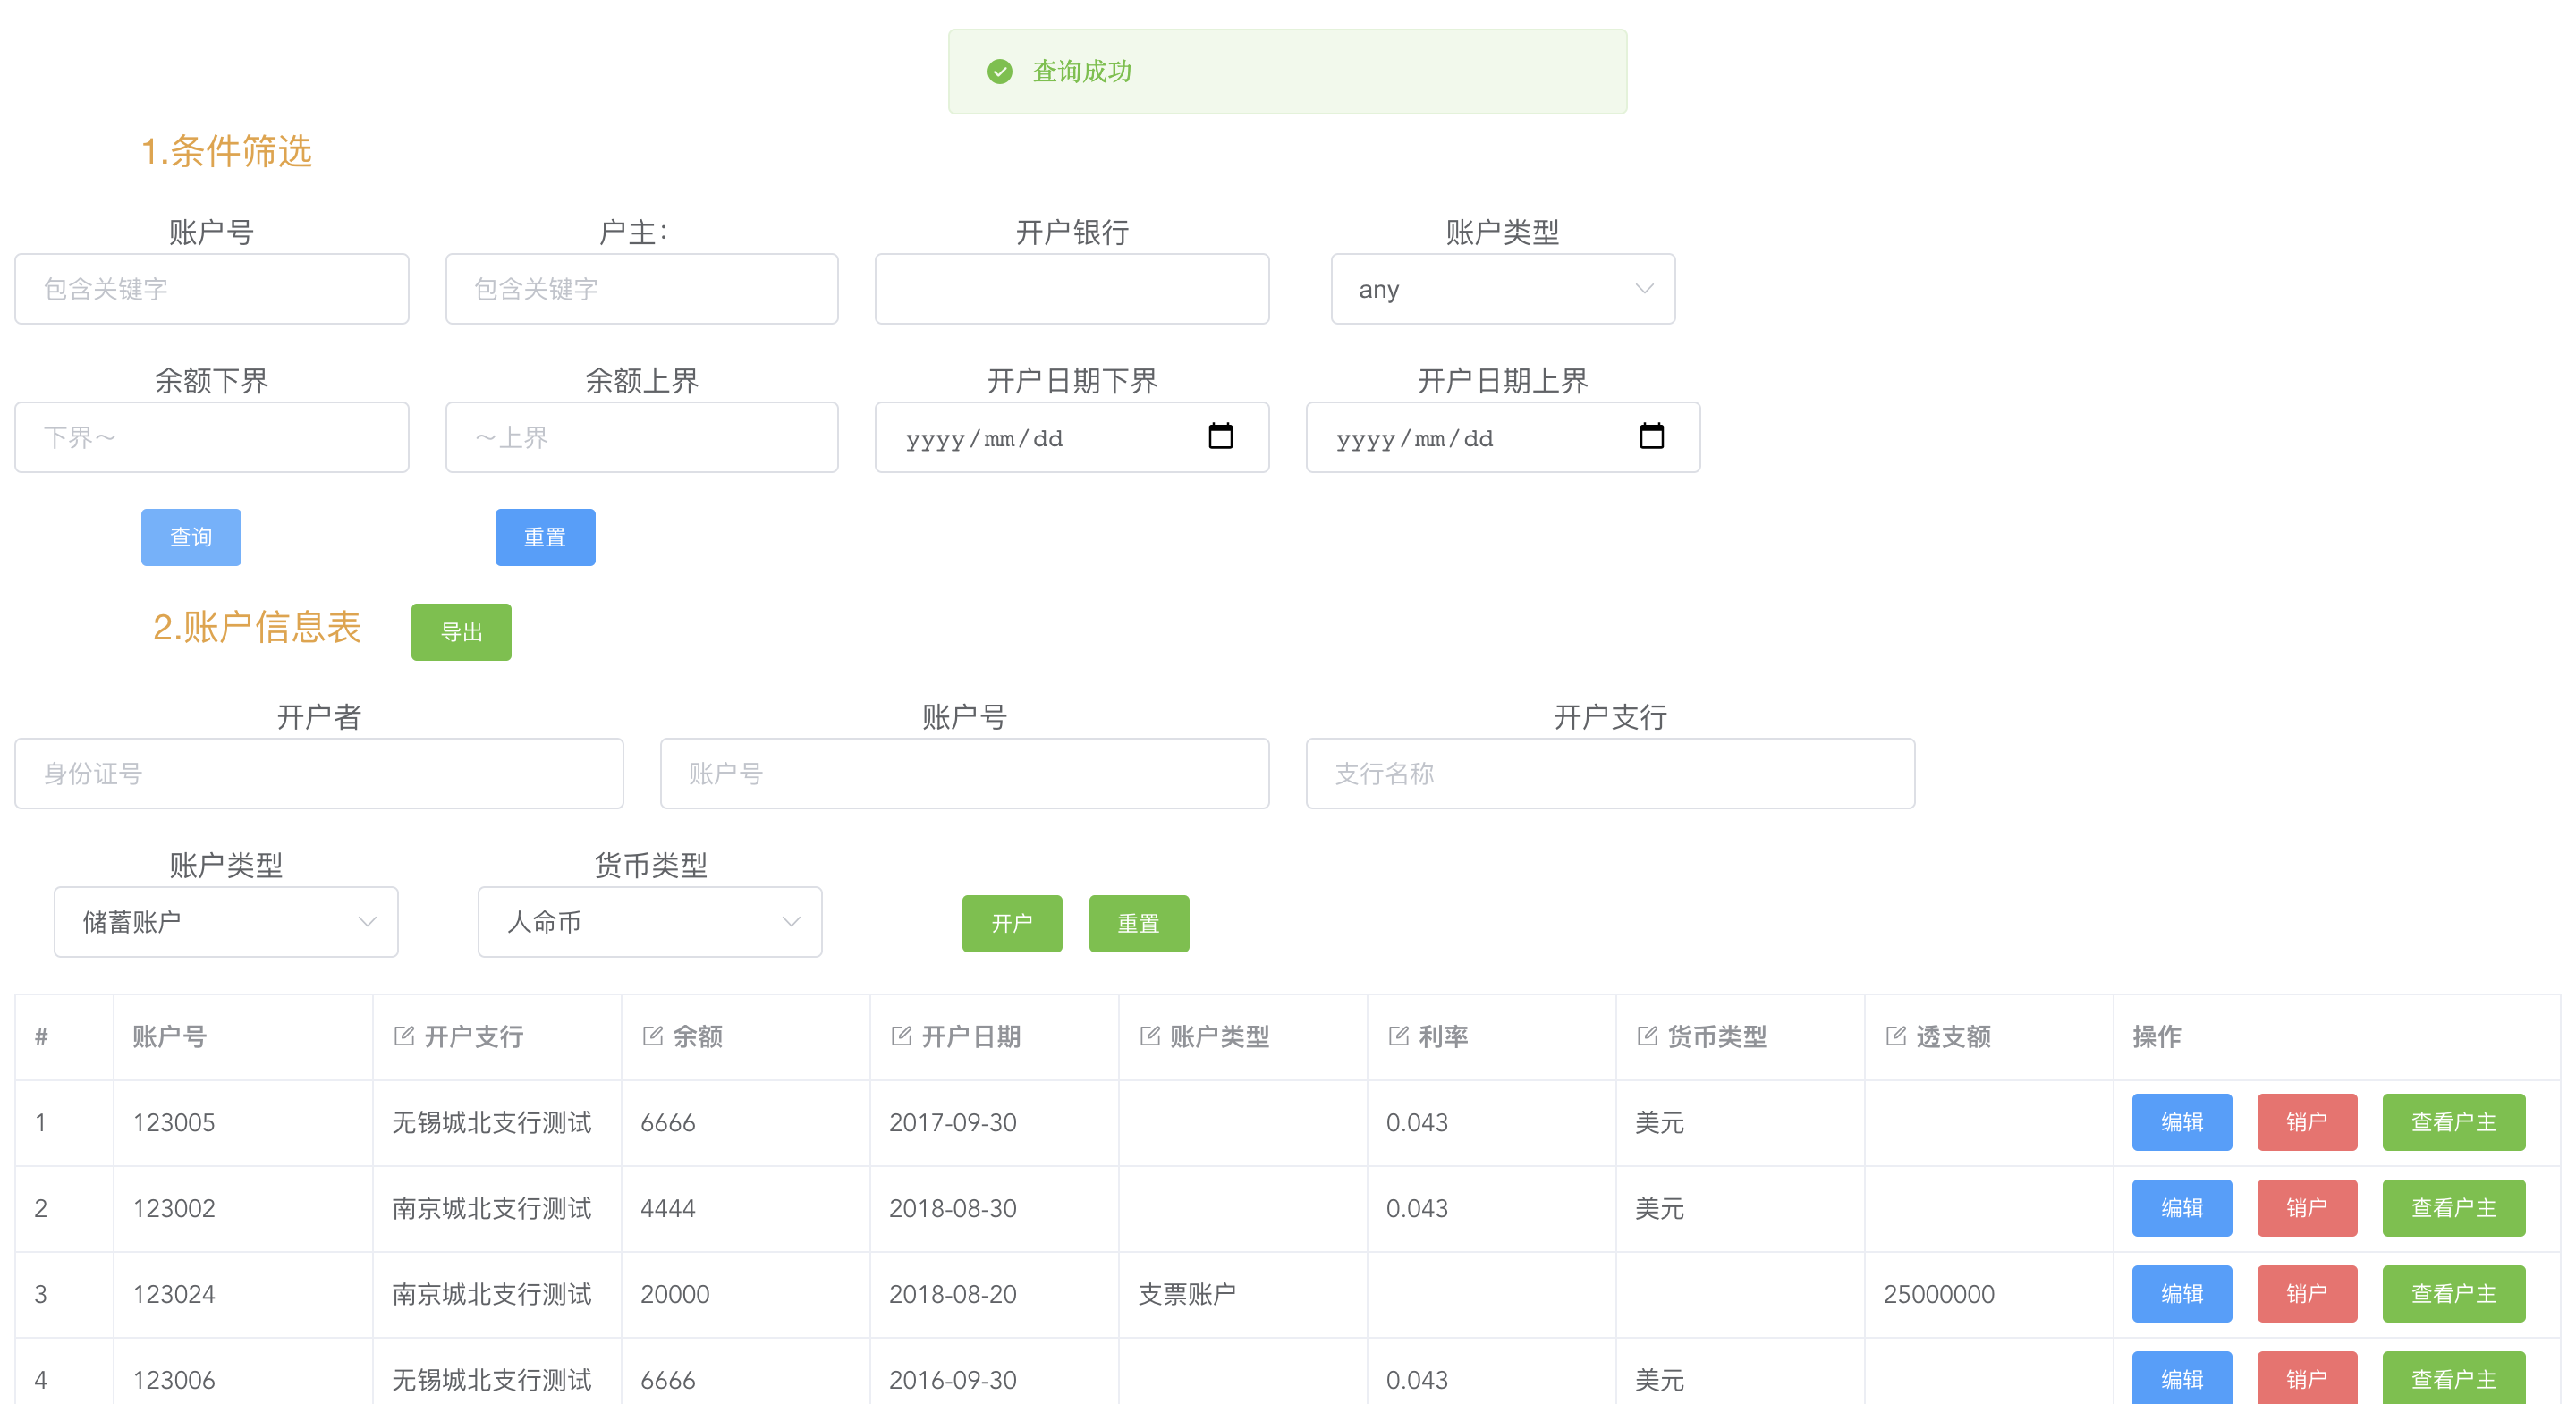 查询成功
1.条件筛选
账户号 户主： 开户银行 账户类型
包含关键字 包含关键字 any
余额下界 余额上界 开户日期下界 开户日期上界
下界～ ～上界 yyyy/mm/dd yyyy/mm/dd
查询 重置
2.账户信息表 导出
开户者 账户号 开户支行
身份证号 账户号 支行名称
账户类型 货币类型
储蓄账户 人命币 开户 重置
# 账户号 开户支行 余额 开户日期 账户类型 利率 货币类型 透支额 操作
1 123005 无锡城北支行测试 6666 2017-09-30 0.043 美元 编辑 销户 查看户主
2 123002 南京城北支行测试 4444 2018-08-30 0.043 美元 编辑 销户 查看户主
3 123024 南京城北支行测试 20000 2018-08-20 支票账户 25000000 编辑 销户 查看户主
4 123006 无锡城北支行测试 6666 2016-09-30 0.043 美元 编辑 销户 查看户主